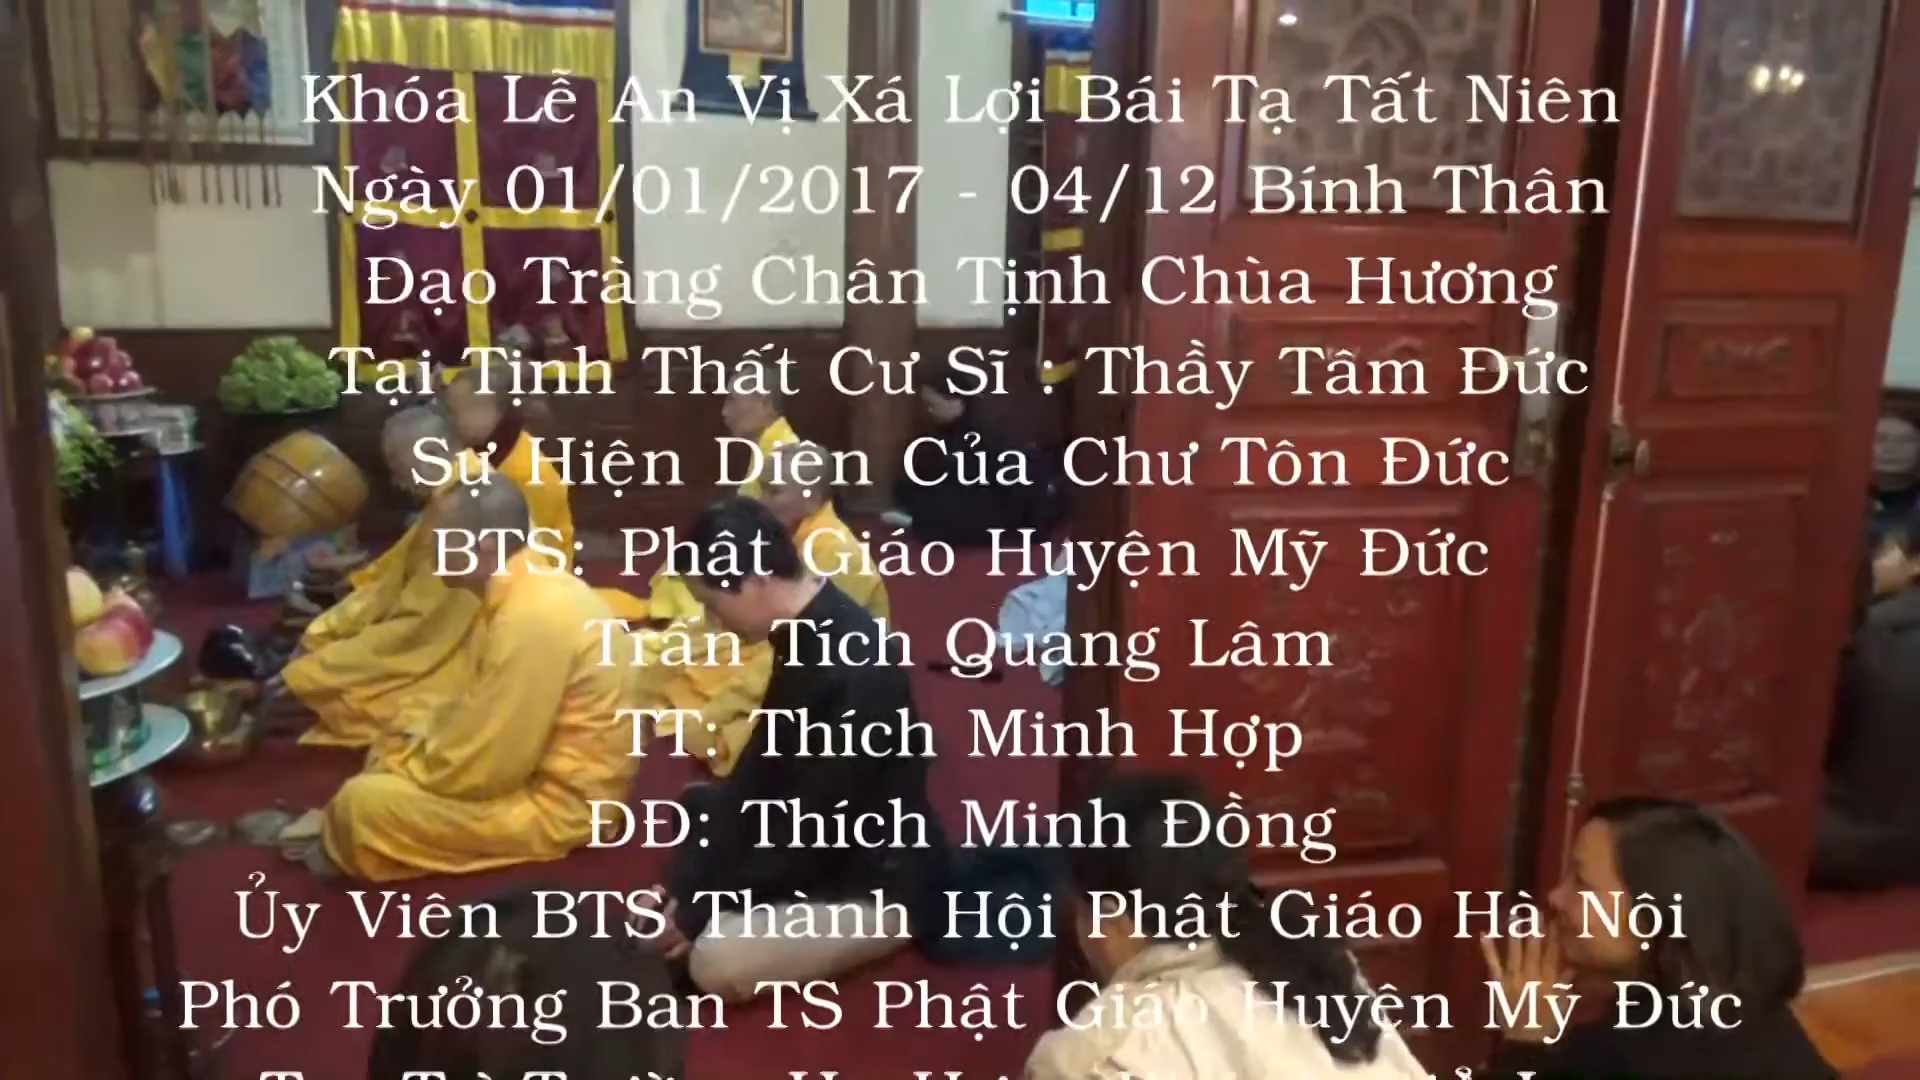 Khóa Lễ An Vị Xá Lợi Bái Tạ Tất Niên
Ngày 01/01/2017 - 04/12 Bính Thân
Đạo Tràng Chân Tịnh Chùa Hương
Tại Tịnh Thất Cư Sĩ : Thầy Tâm Đức
Sự Hiện Diện Của Chư Tôn Đức
BTS: Phật Giáo Huyện Mỹ Đức
Trấn Tích Quang Lâm
TT: Thích Minh Hợp
ĐĐ: Thích Minh Đồng
Ủy Viên BTS Thành Hội Phật Giáo Hà Nội
Phó Trưởng Ban TS Phật Giáo Huyện Mỹ Đức